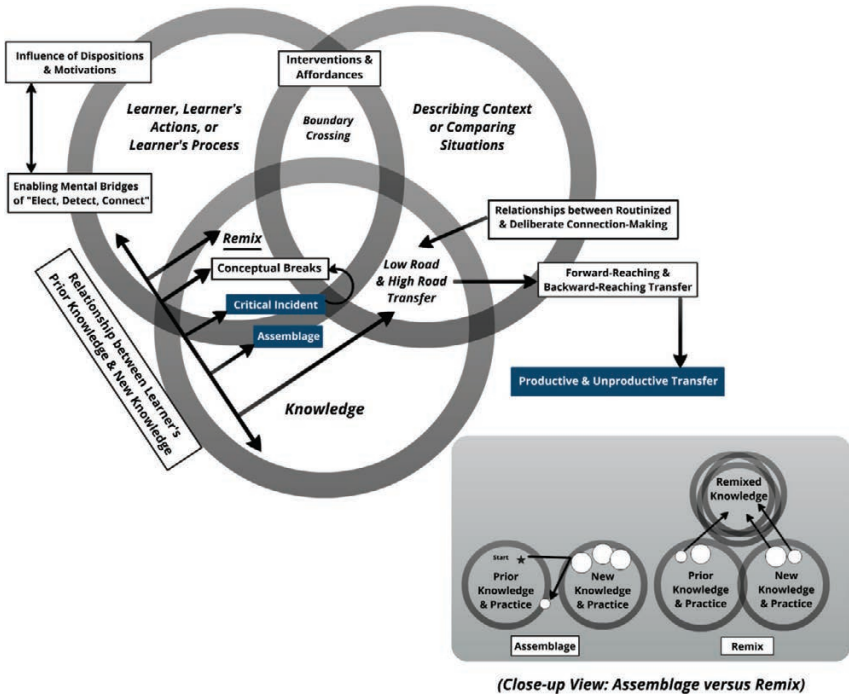 Influence of Dispositions
& Motivations
Interventions &
Affordances
Learner, Learner's
Actions, or
Learner's Process
Boundary
Crossing
Describing Context
or Comparing
Situations
Enabling Mental Bridges
of "Elect, Detect, Connect"
Relationships between Routinized
& Deliberate Connection-Making
Remix
Conceptual Breaks
Critical Incident
Assemblage
Low Road
& High Road
Transfer
Forward-Reaching &
Backward-Reaching Transfer
Relationship between Learner's
Prior Knowledge & New Knowledge
Productive & Unproductive Transfer
Knowledge
Remixed
Knowledge
Start
Prior
Knowledge
& Practice
New
Knowledge
& Practice
Prior
Knowledge
& Practice
New
Knowledge
& Practice
Assemblage
Remix
(Close-up View: Assemblage versus Remix)